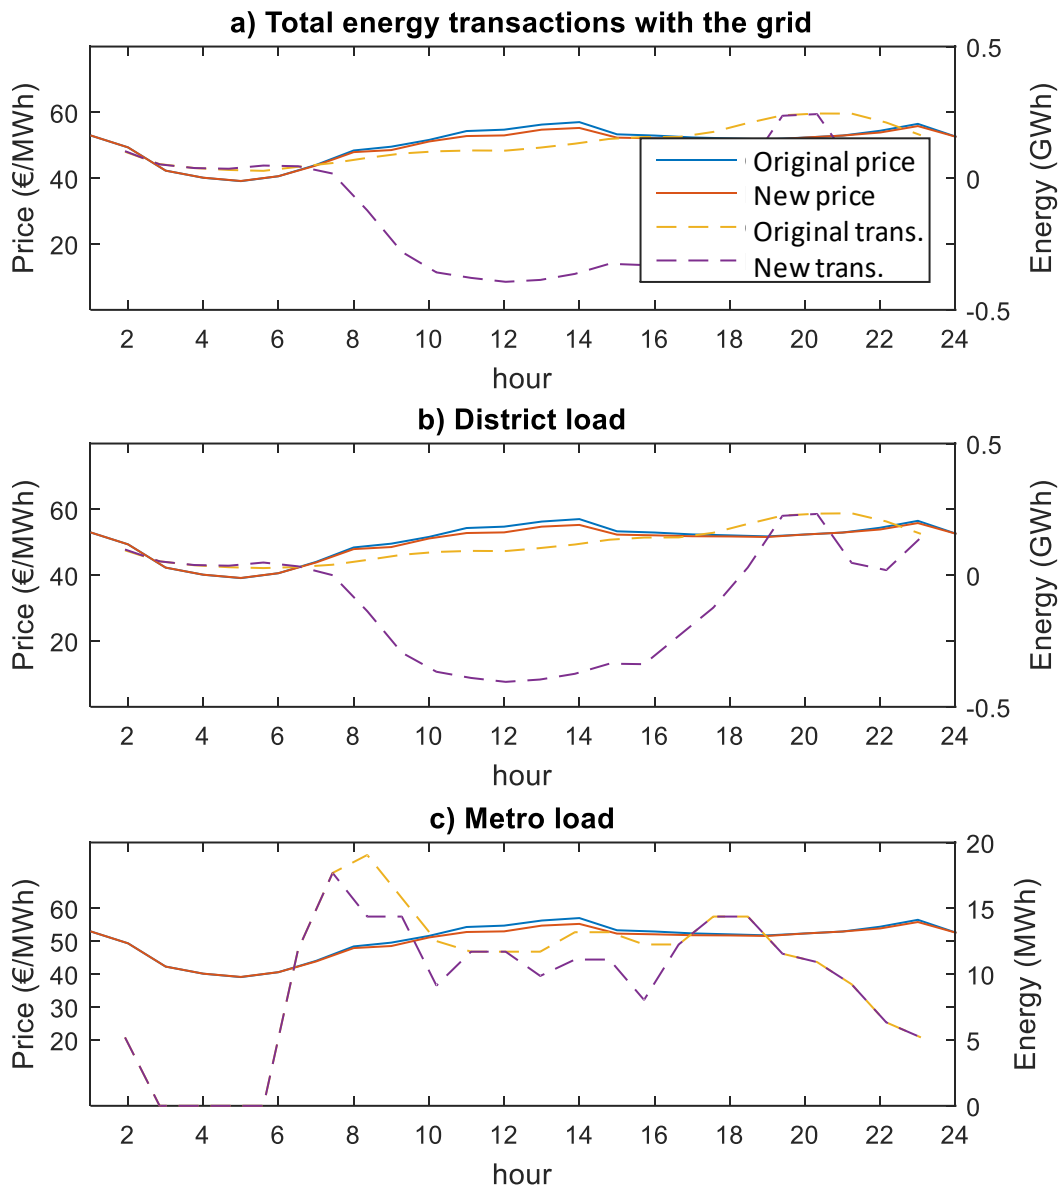 a) Total energy transactions with the grid
Price (€/MWh)
60
40
20
0.5
0
-0.5
Energy (GWh)
Original price
New price
Original trans.
New trans.
2 4 6 8 10 12 14 16 18 20 22 24
hour
b) District load
Price (€/MWh)
60
40
20
0.5
0
-0.5
Energy (GWh)
2 4 6 8 10 12 14 16 18 20 22 24
hour
c) Metro load
Price (€/MWh)
60
50
40
30
20
20
15
10
5
0
Energy (MWh)
2 4 6 8 10 12 14 16 18 20 22 24
hour